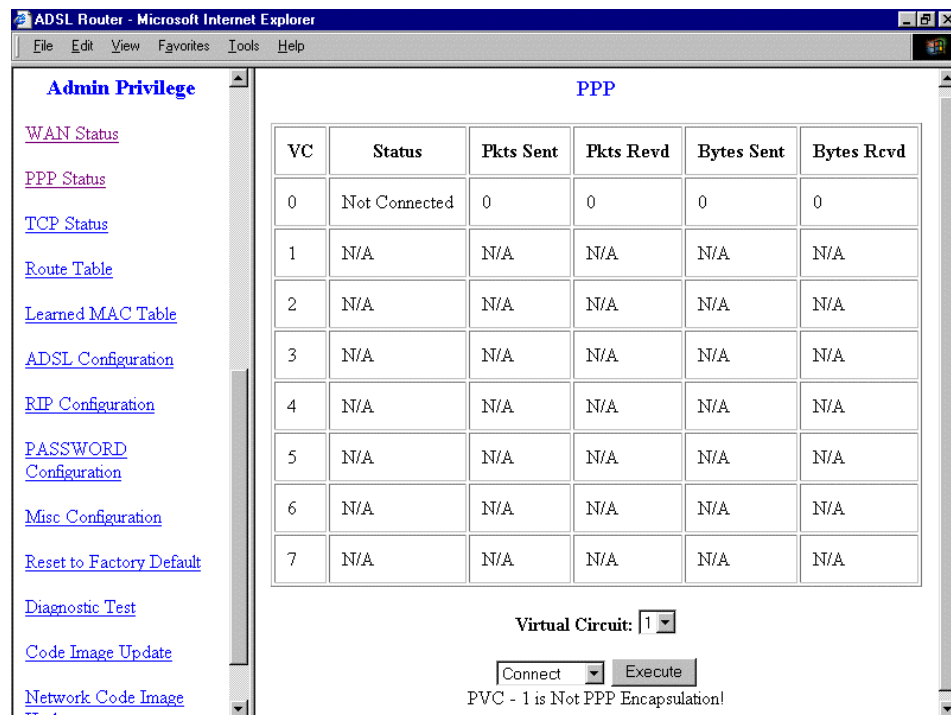 ADSL Router - Microsoft Internet Explorer
File Edit View Favorites Tools Help
Admin Privilege
WAN Status
PPP Status
TCP Status
Route Table
Learned MAC Table
ADSL Configuration
RIP Configuration
PASSWORD
Configuration
Misc Configuration
Reset to Factory Default
Diagnostic Test
Code Image Update
Network Code Image
PPP
VC Status Pkts Sent Pkts Revd Bytes Sent Bytes Rcvd
0 Not Connected 0 0 0 0
1 N/A N/A N/A N/A N/A
2 N/A N/A N/A N/A N/A
3 N/A N/A N/A N/A N/A
4 N/A N/A N/A N/A N/A
5 N/A N/A N/A N/A N/A
6 N/A N/A N/A N/A N/A
7 N/A N/A N/A N/A N/A
Virtual Circuit: 1
Connect Execute
PVC - 1 is Not PPP Encapsulation!